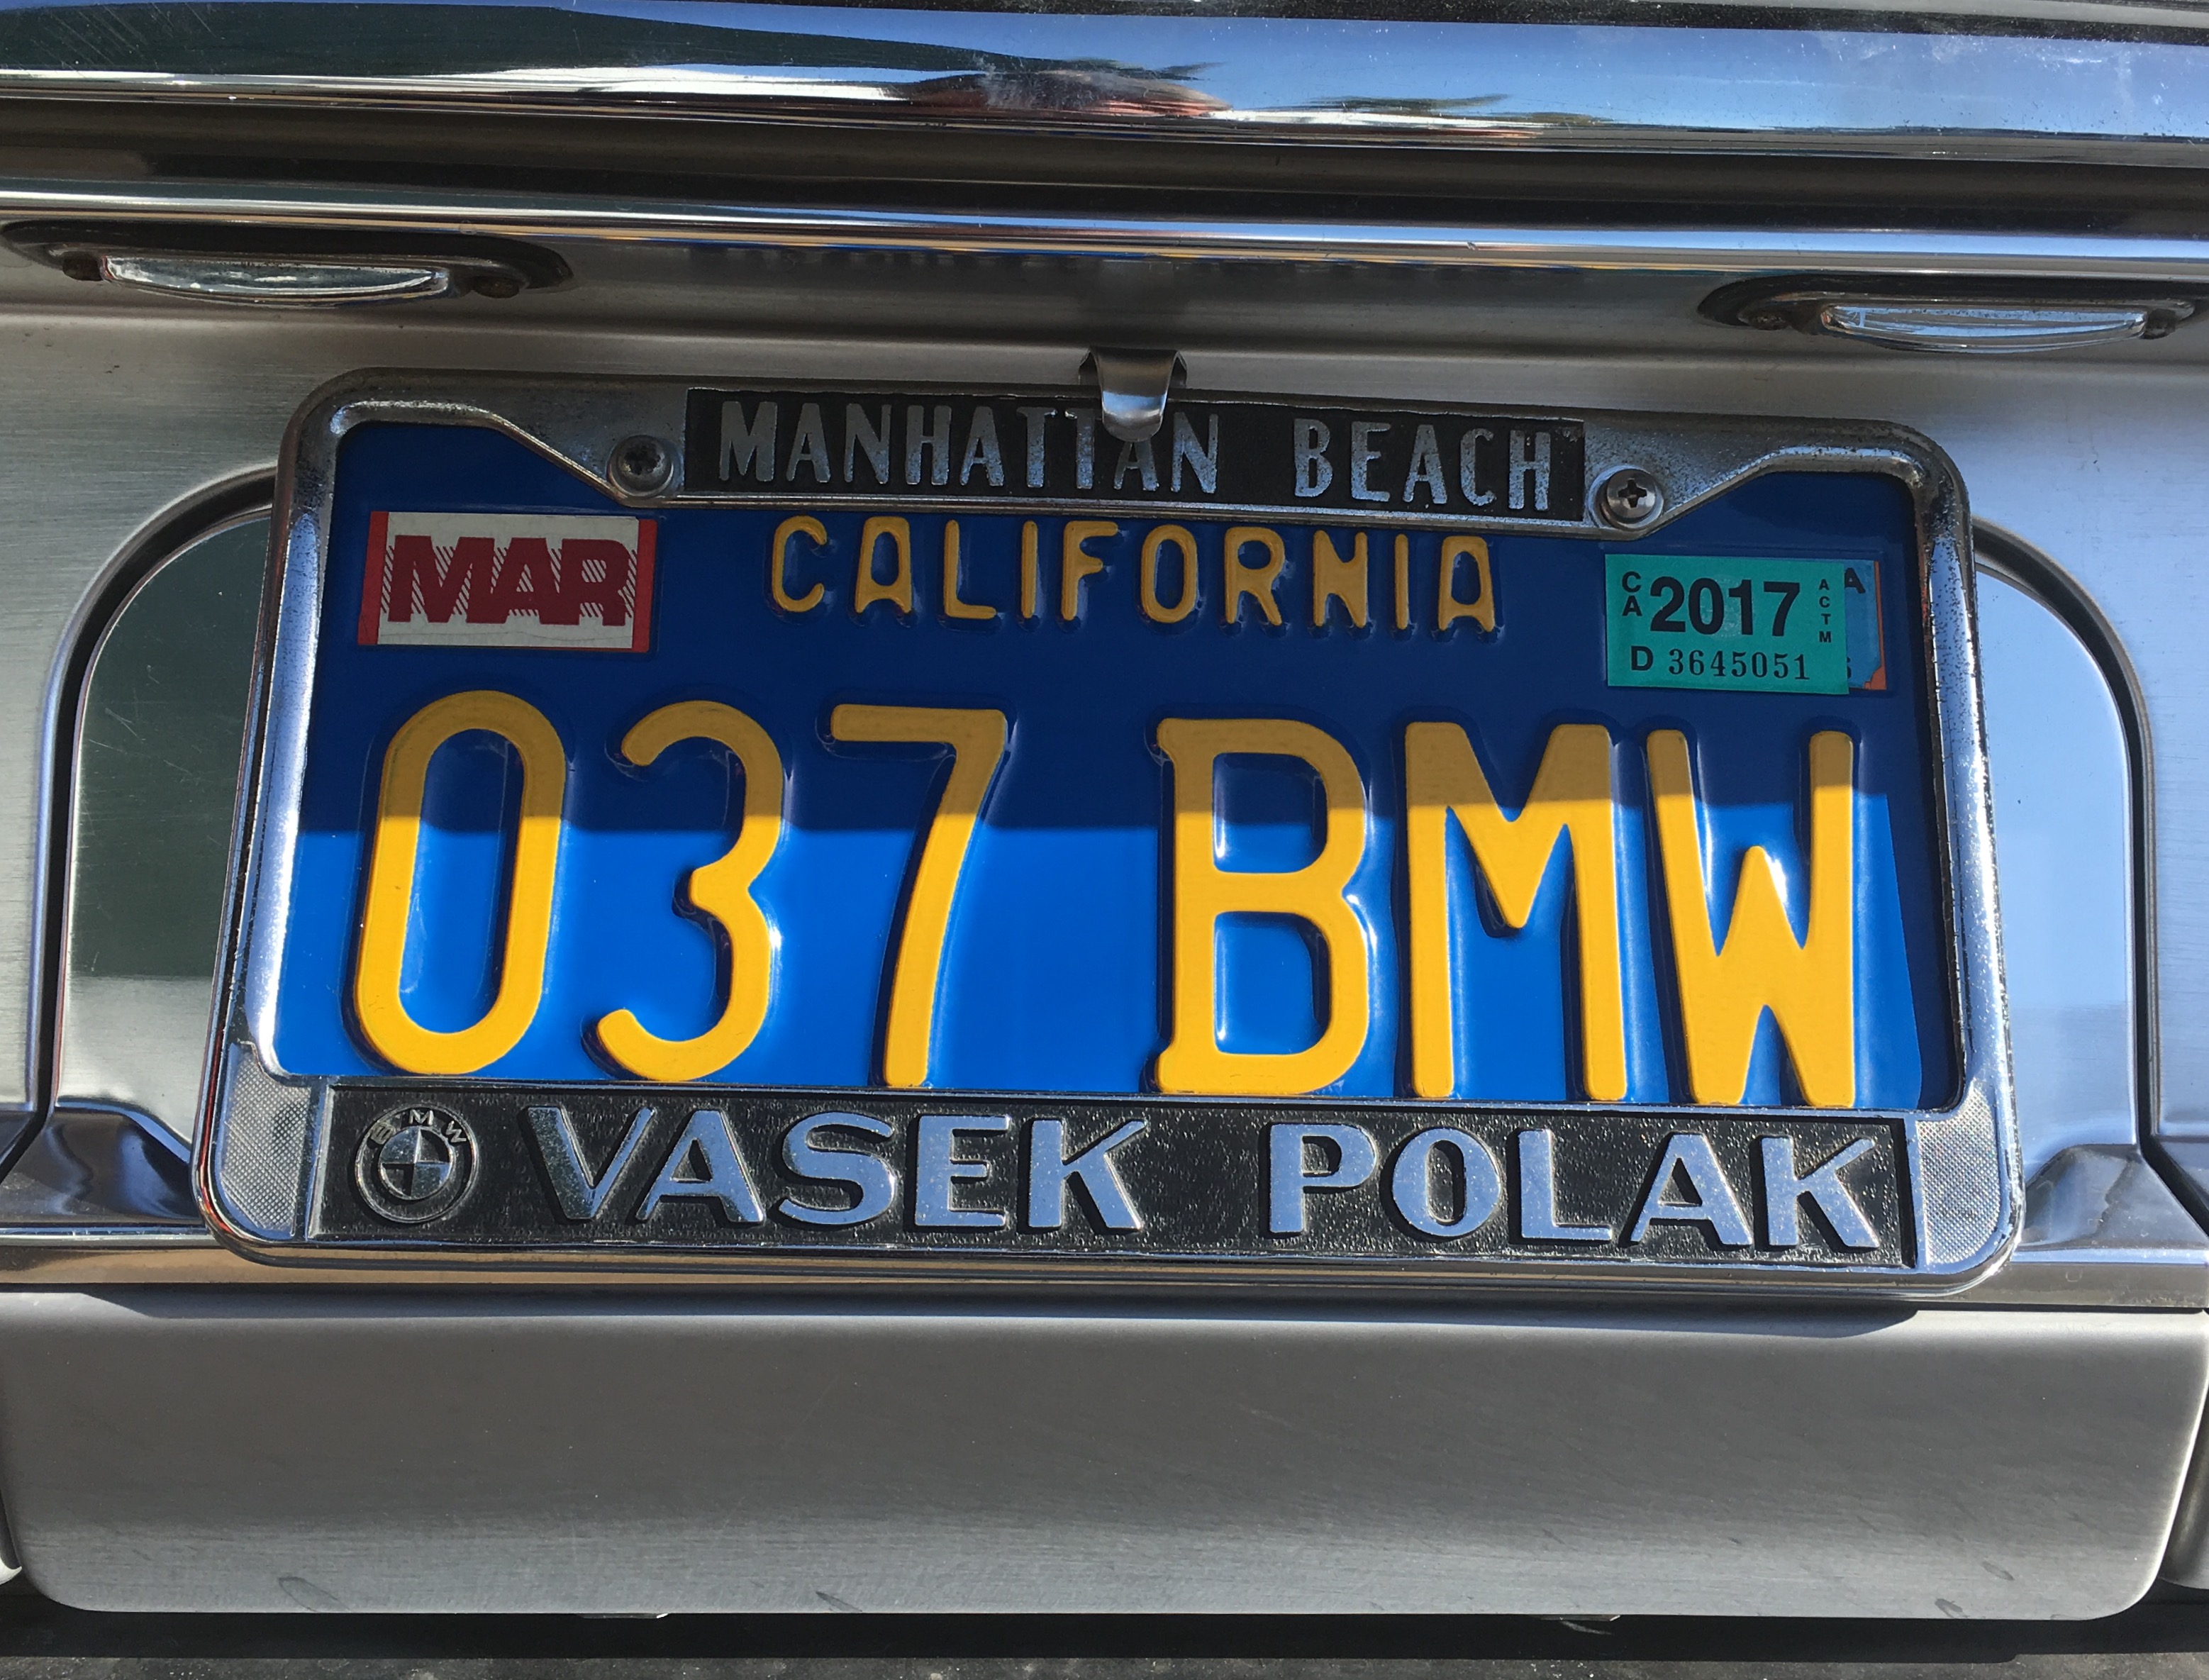 MANHATTAN BEACH
CALIFORNIA
MAR
CA 2017 ACTM
D 3645051
037 BMW
BMW VASEK POLAK